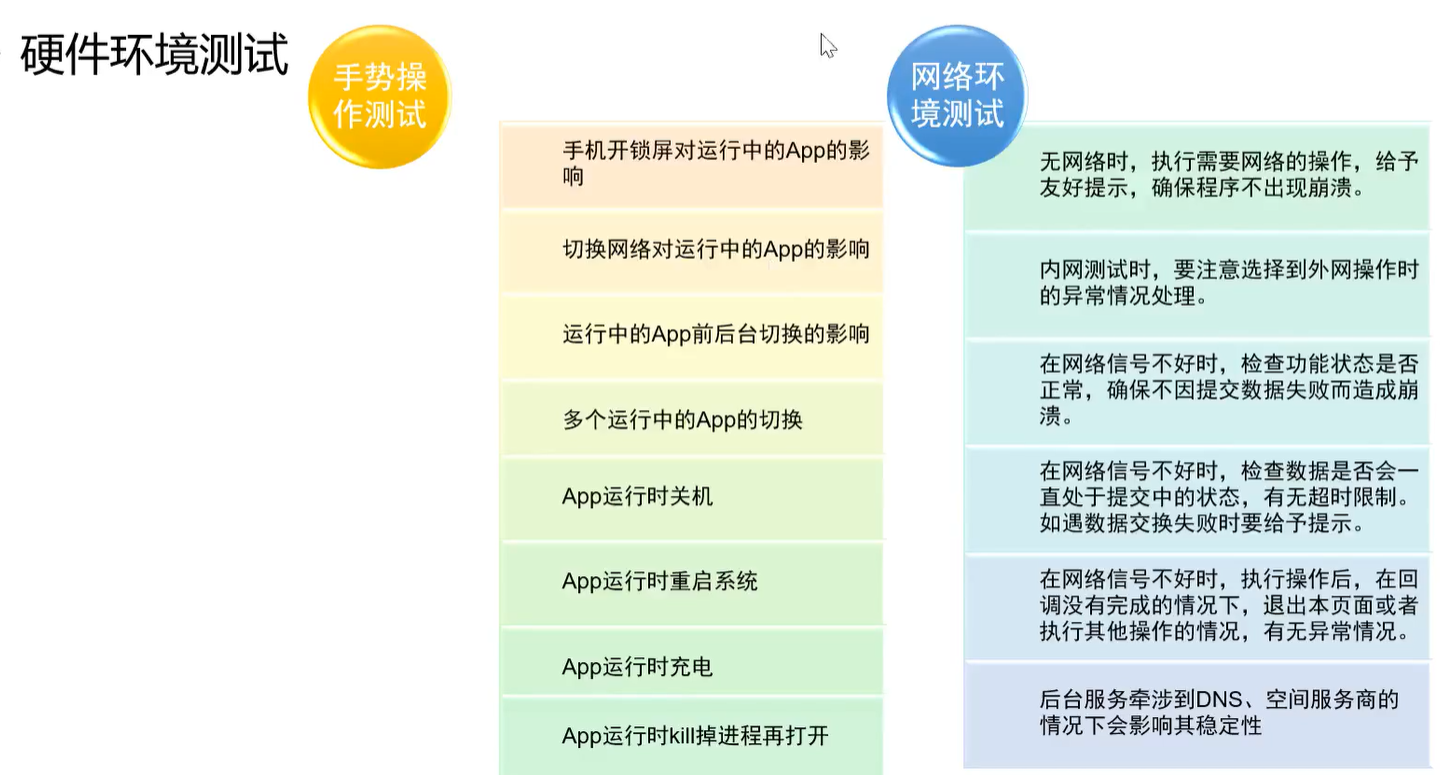 硬件环境测试
手势操
作测试
手机开锁屏对运行中的App的影
响
切换网络对运行中的App的影响
运行中的App前后台切换的影响
多个运行中的App的切换
App运行时关机
App运行时重启系统
App运行时充电
App运行时kill掉进程再打开
网络环
境测试
无网络时，执行需要网络的操作，给予
友好提示，确保程序不出现崩溃。
内网测试时，要注意选择到外网操作时
的异常情况处理。
在网络信号不好时，检查功能状态是否
正常，确保不因提交数据失败而造成崩
溃。
在网络信号不好时，检查数据是否会一
直处于提交中的状态，有无超时限制。
如遇数据交换失败时要给予提示。
在网络信号不好时，执行操作后，在回
调没有完成的情况下，退出本页面或者
执行其他操作的情况，有无异常情况。
后台服务牵涉到DNS、空间服务商的
情况下会影响其稳定性